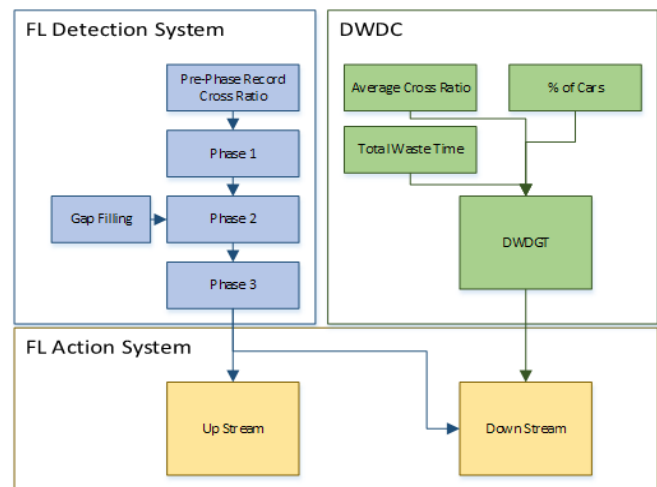 FL Detection System
Pre-Phase Record
Cross Ratio
Phase 1
Gap Filling
Phase 2
Phase 3
DWDC
Average Cross Ratio
% of Cars
Total Waste Time
DWDGT
FL Action System
Up Stream
Down Stream